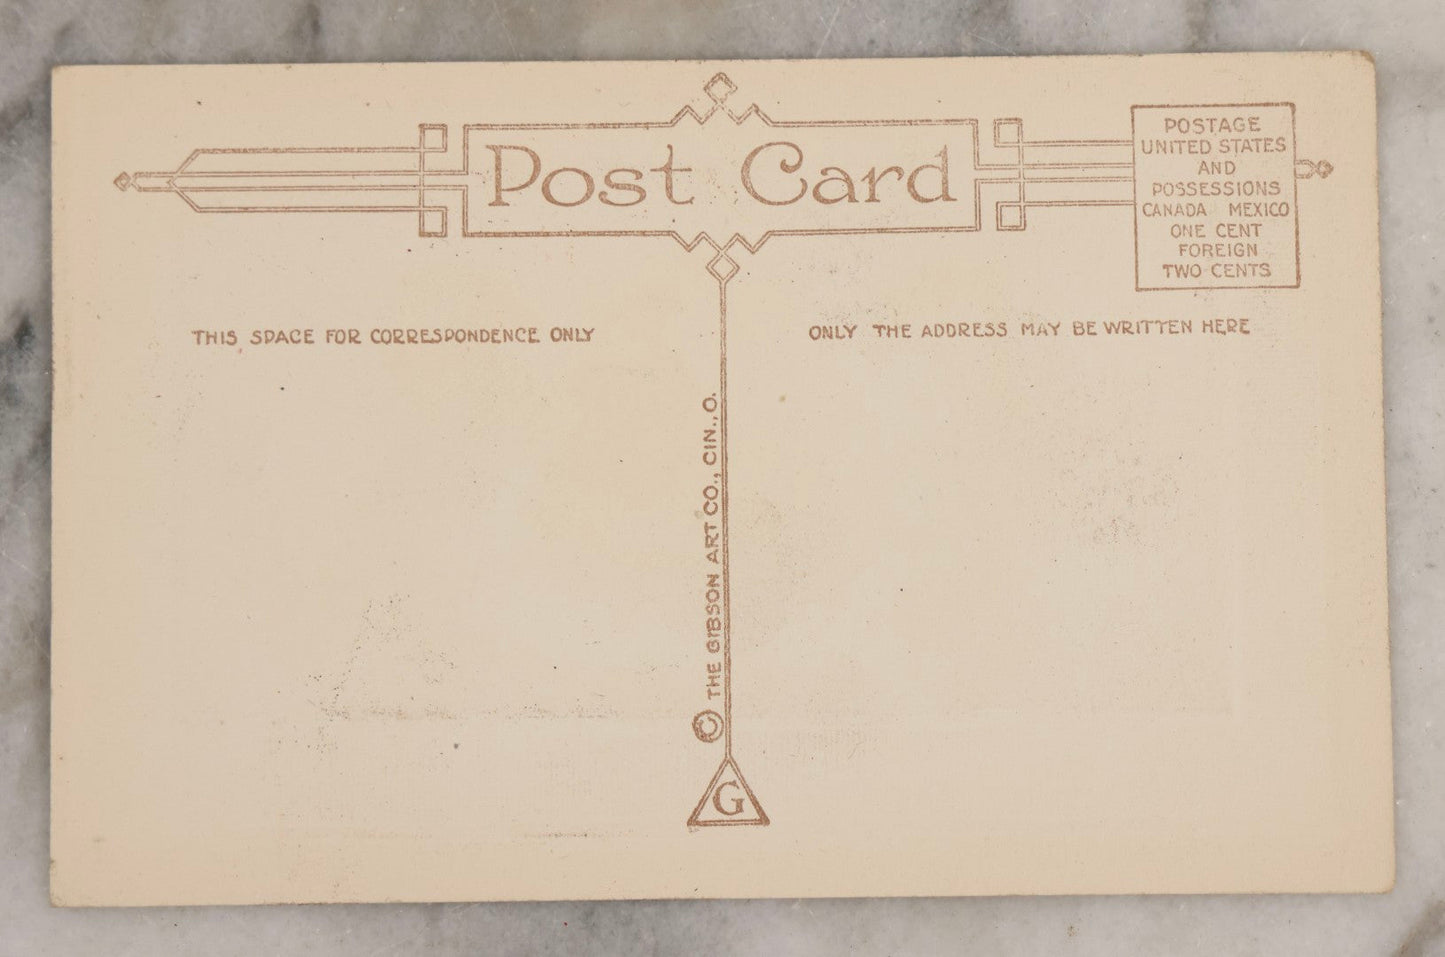 Post Card
POSTAGE
UNITED STATES
AND
POSSESSIONS
CANADA MEXICO
ONE CENT
FOREIGN
TWO CENTS
THIS SPACE FOR CORRESPONDENCE ONLY
ONLY THE ADDRESS MAY BE WRITTEN HERE
© THE GIBSON ART CO., CIN., O.
G